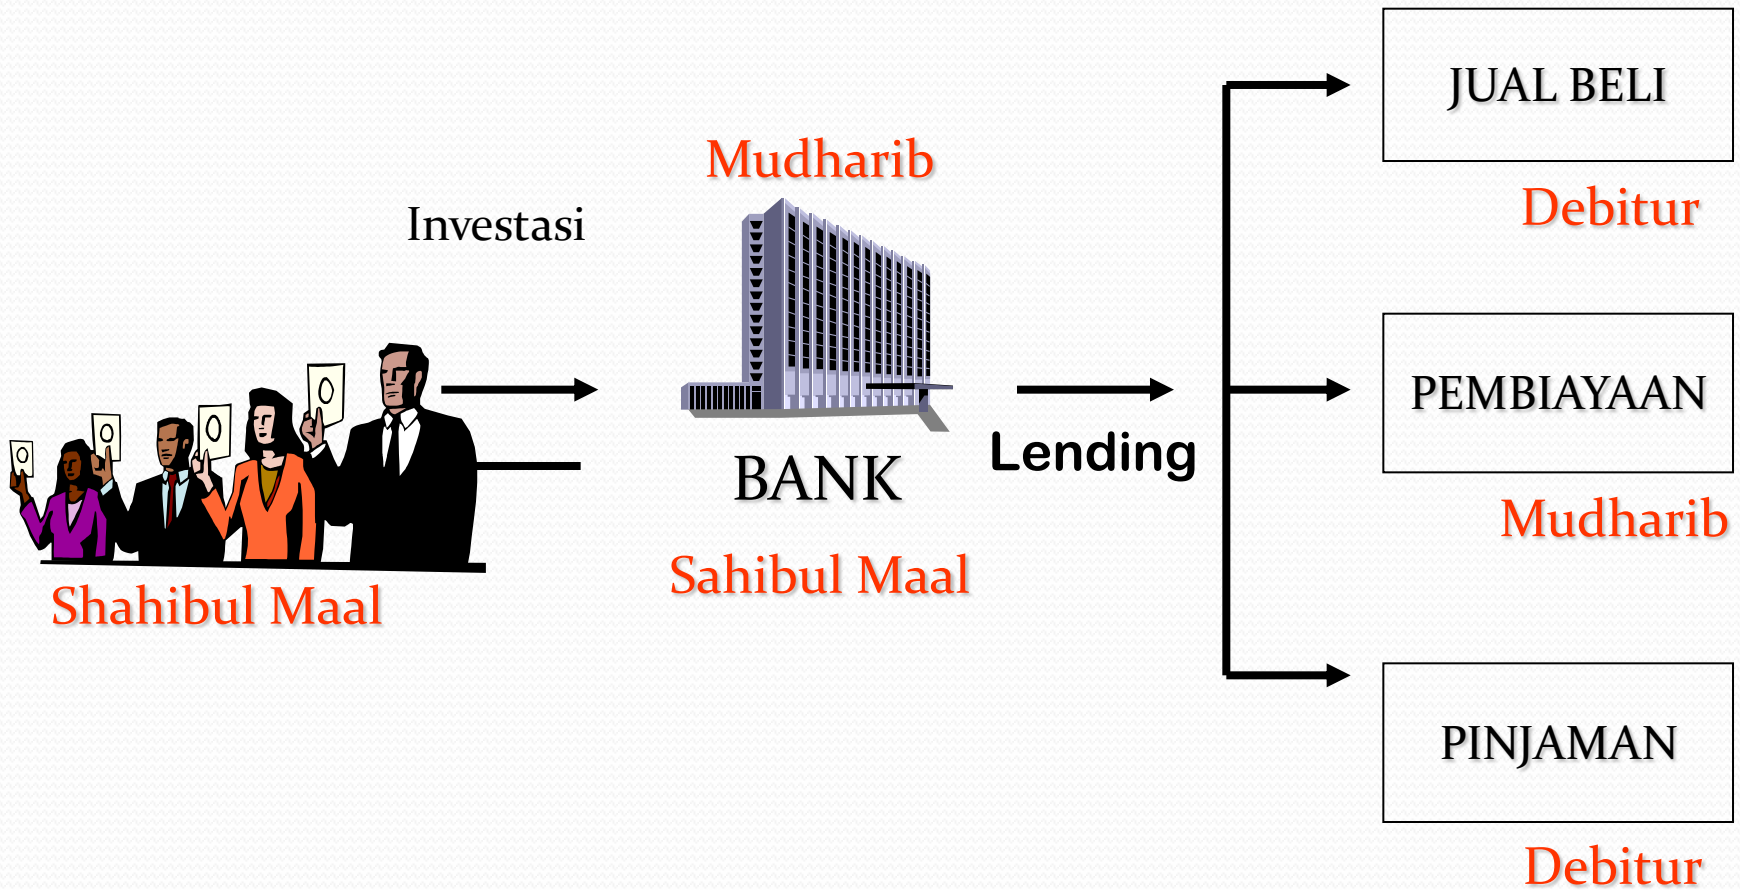 Shahibul Maal
Investasi
Mudharib
BANK
Sahibul Maal
Lending
JUAL BELI
Debitur
PEMBIAYAAN
Mudharib
PINJAMAN
Debitur